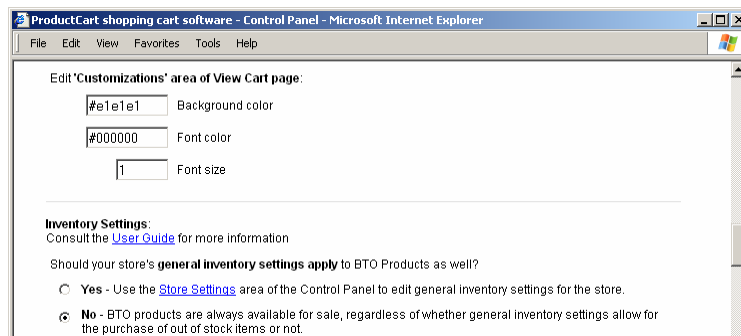 ProductCart shopping cart software - Control Panel - Microsoft Internet Explorer
File Edit View Favorites Tools Help
Edit 'Customizations' area of View Cart page:
#e1e1e1 Background color
#000000 Font color
1 Font size
Inventory Settings:
Consult the User Guide for more information
Should your store's general inventory settings apply to BTO Products as well?
Yes - Use the Store Settings area of the Control Panel to edit general inventory settings for the store.
No - BTO products are always available for sale, regardless of whether general inventory settings allow for
the purchase of out of stock items or not.